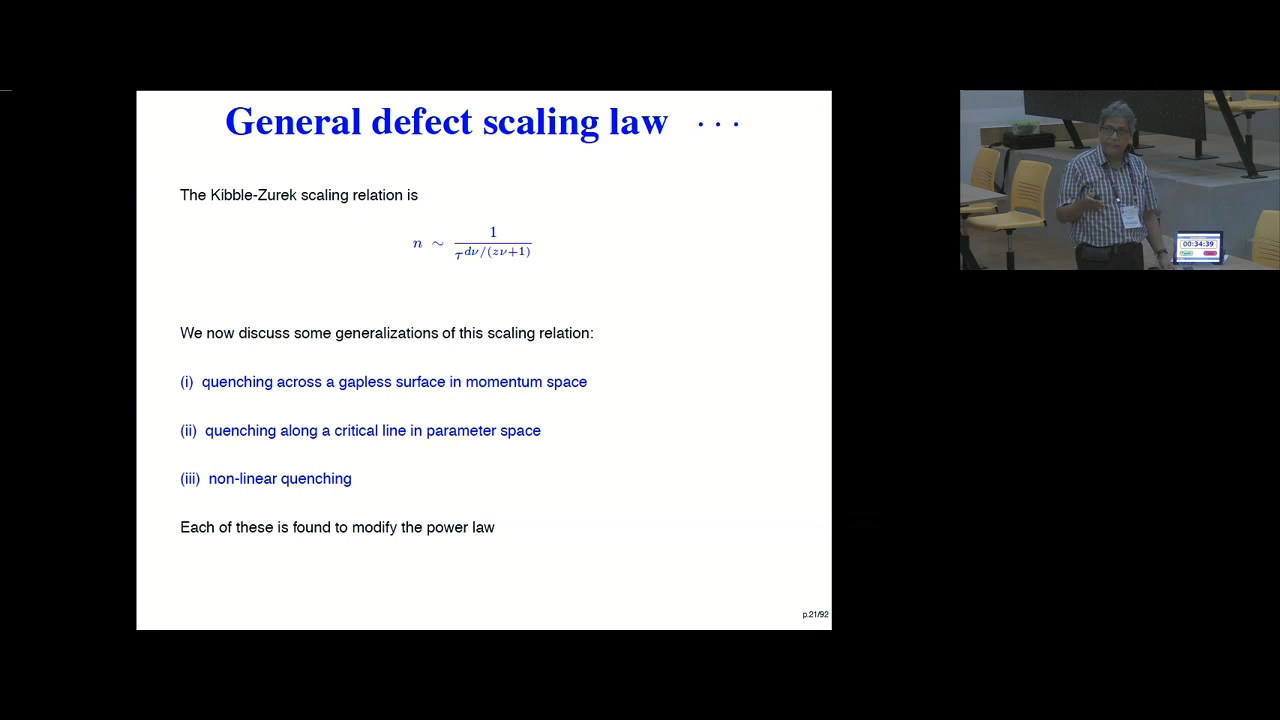 General defect scaling law · · ·
The Kibble-Zurek scaling relation is
n ~ 1 / τ^{dν/(zν+1)}
We now discuss some generalizations of this scaling relation:
(i) quenching across a gapless surface in momentum space
(ii) quenching along a critical line in parameter space
(iii) non-linear quenching
Each of these is found to modify the power law
p.21/92
00:34:39